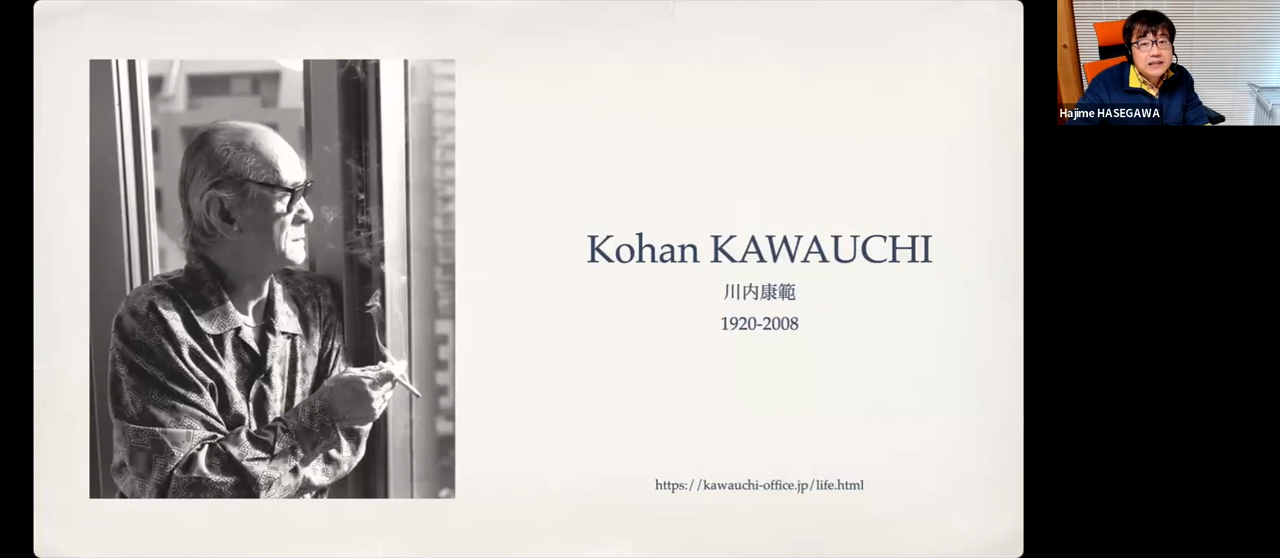 Kohan KAWAUCHI
川内康範
1920-2008
https://kawauchi-office.jp/life.html
Hajime HASEGAWA